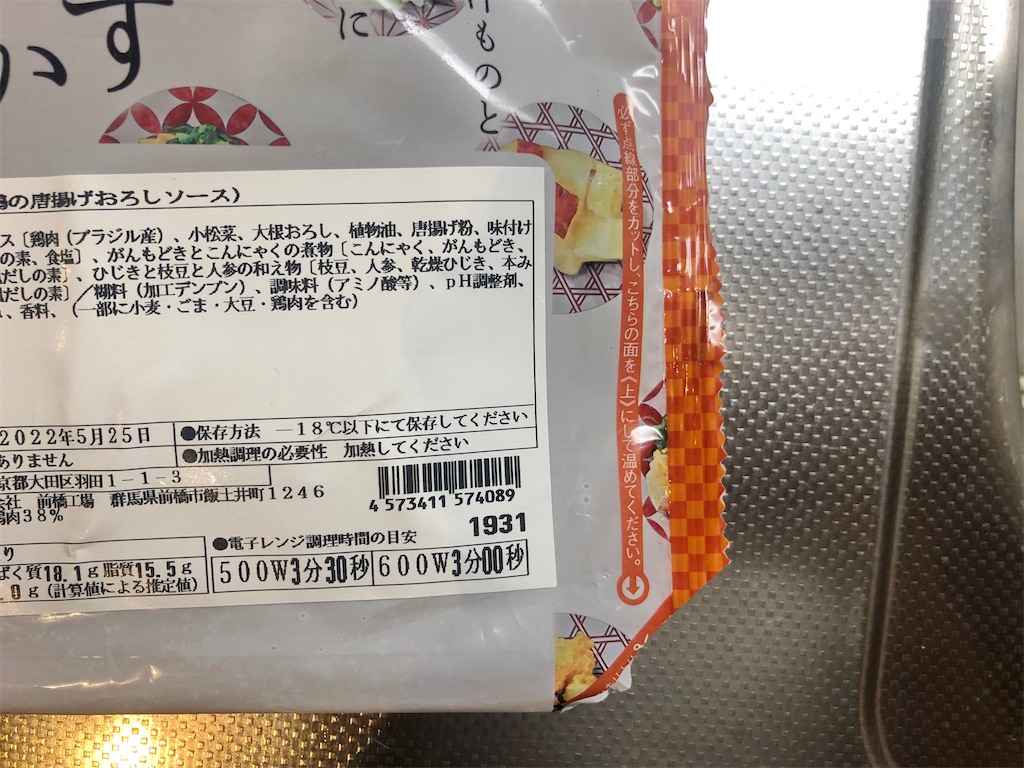 す
い
に
ものと
鶏の唐揚げおろしソース）
ス〔鶏肉（ブラジル産）、小松菜、大根おろし、植物油、唐揚げ粉、味付け
の素、食塩〕、がんもどきとこんにゃくの煮物〔こんにゃく、がんもどき、
だしの素〕、ひじきと枝豆と人参の和え物〔枝豆、人参、乾燥ひじき、本み
だしの素〕／糊料（加工デンプン）、調味料（アミノ酸等）、pH調整剤、
、香料、（一部に小麦・ごま・大豆・鶏肉を含む）
2022年5月25日
●保存方法 －18℃以下にて保存してください
ありません
●加熱調理の必要性 加熱してください
京都大田区羽田1－1－3
会社 前橋工場 群馬県前橋市飯土井町1246
鶏肉38%
4 573411 574089
1931
り
●電子レンジ調理時間の目安
ぱく質18.1g 脂質15.5g
500W3分30秒 600W3分00秒
.0g（計算値による推定値）
必ず点線部分をカットし、こちらの面を《上》にして温めてください。